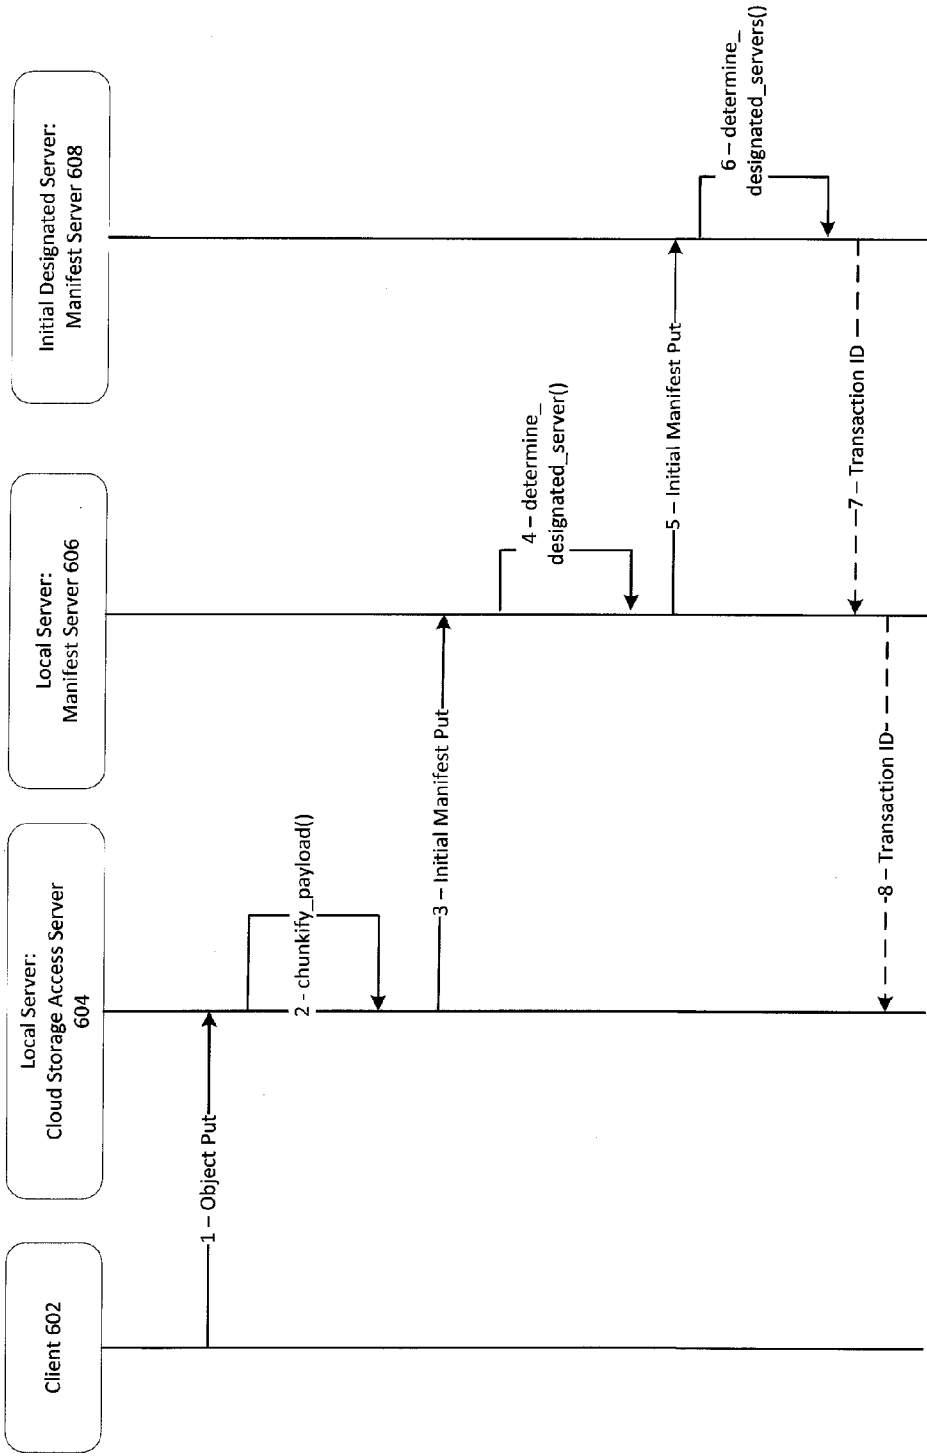 Client 602
Local Server:
Cloud Storage Access Server
604
Local Server:
Manifest Server 606
Initial Designated Server:
Manifest Server 608
1 – Object Put
2 - chunkify_payload()
3 – Initial Manifest Put
4 – determine_
designated_server()
5 – Initial Manifest Put
6 – determine_
designated_servers()
7 – Transaction ID
8 – Transaction ID